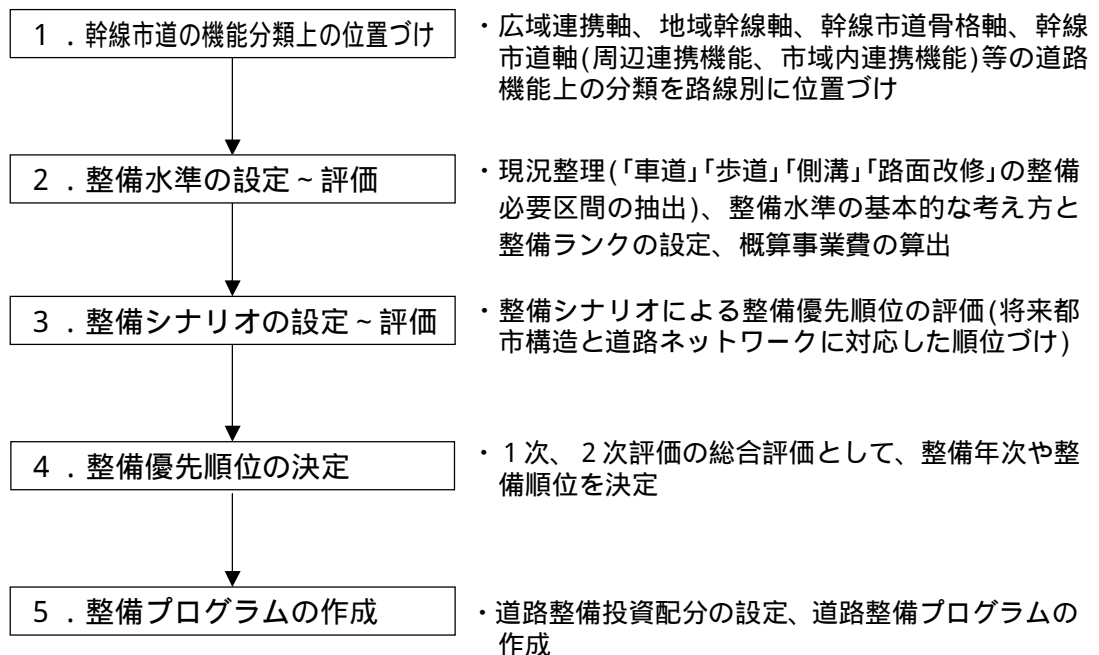 １．幹線市道の機能分類上の位置づけ
・広域連携軸、地域幹線軸、幹線市道骨格軸、幹線
市道軸(周辺連携機能、市域内連携機能)等の道路
機能上の分類を路線別に位置づけ
２．整備水準の設定～評価
・現況整理(「車道」「歩道」「側溝」「路面改修」の整備
必要区間の抽出)、整備水準の基本的な考え方と
整備ランクの設定、概算事業費の算出
３．整備シナリオの設定～評価
・整備シナリオによる整備優先順位の評価(将来都
市構造と道路ネットワークに対応した順位づけ)
４．整備優先順位の決定
・１次、２次評価の総合評価として、整備年次や整
備順位を決定
５．整備プログラムの作成
・道路整備投資配分の設定、道路整備プログラムの
作成